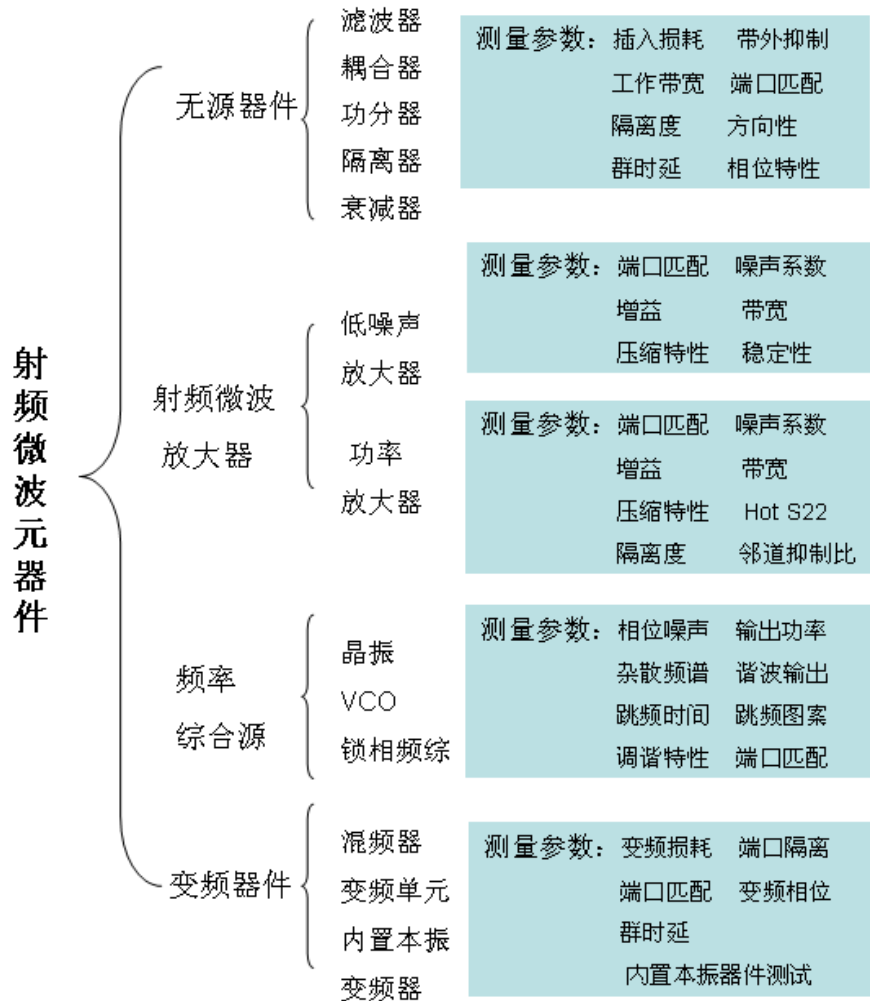 射频微波元器件
无源器件
滤波器
耦合器
功分器
隔离器
衰减器
测量参数：插入损耗 带外抑制
工作带宽 端口匹配
隔离度 方向性
群时延 相位特性
射频微波
放大器
低噪声
放大器
测量参数：端口匹配 噪声系数
增益 带宽
压缩特性 稳定性
功率
放大器
测量参数：端口匹配 噪声系数
增益 带宽
压缩特性 Hot S22
隔离度 邻道抑制比
频率
综合源
晶振
VCO
锁相频综
测量参数：相位噪声 输出功率
杂散频谱 谐波输出
跳频时间 跳频图案
调谐特性 端口匹配
变频器件
混频器
变频单元
内置本振
变频器
测量参数：变频损耗 端口隔离
端口匹配 变频相位
群时延
内置本振器件测试